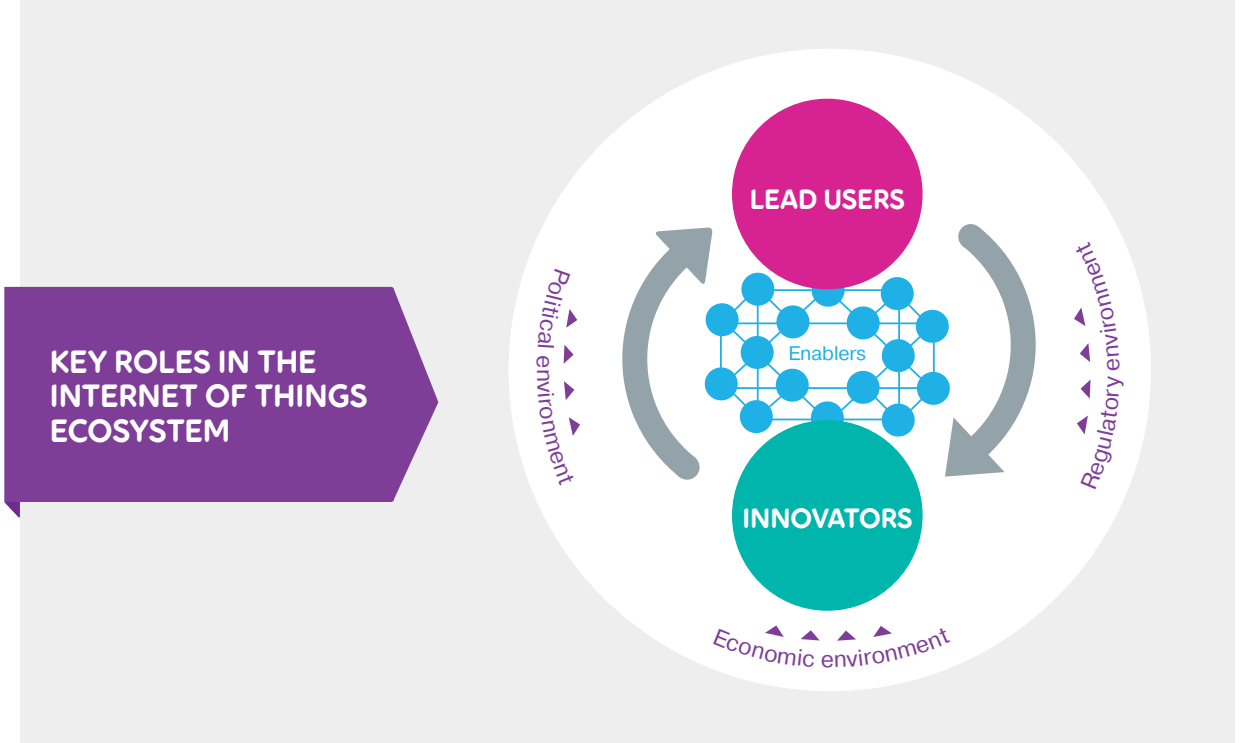 KEY ROLES IN THE
INTERNET OF THINGS
ECOSYSTEM
LEAD USERS
Political environment
Enablers
Regulatory environment
INNOVATORS
Economic environment